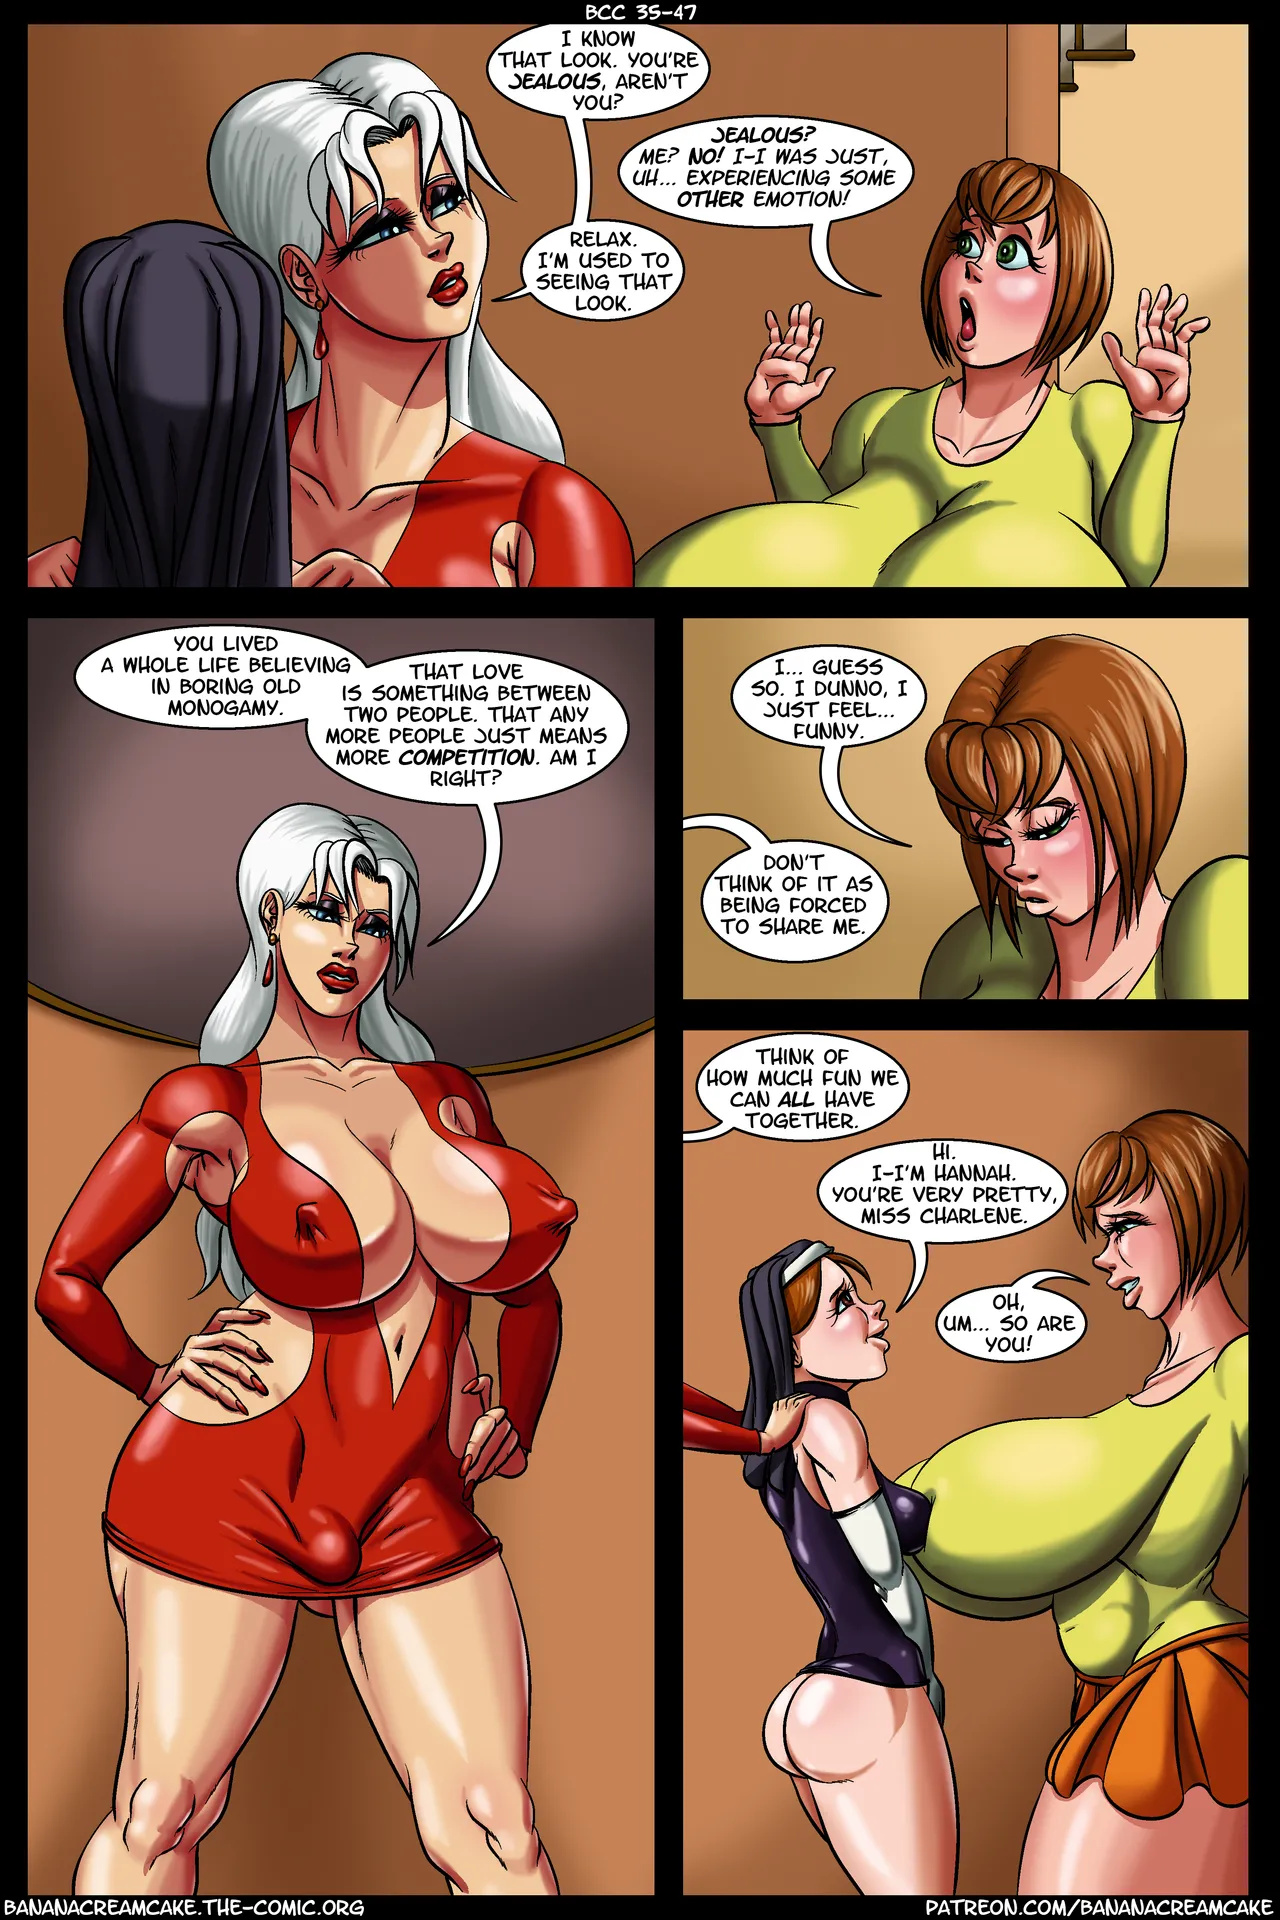 BCC 35-47
I KNOW
THAT LOOK. YOU'RE
JEALOUS, AREN'T
YOU?
JEALOUS?
ME? NO! I-I WAS JUST,
UH... EXPERIENCING SOME
OTHER EMOTION!
RELAX.
I'M USED TO
SEEING THAT
LOOK.
YOU LIVED
A WHOLE LIFE BELIEVING
IN BORING OLD
MONOGAMY.
THAT LOVE
IS SOMETHING BETWEEN
TWO PEOPLE. THAT ANY
MORE PEOPLE JUST MEANS
MORE COMPETITION. AM I
RIGHT?
I... GUESS
SO. I DUNNO, I
JUST FEEL...
FUNNY.
DON'T
THINK OF IT AS
BEING FORCED
TO SHARE ME.
THINK OF
HOW MUCH FUN WE
CAN ALL HAVE
TOGETHER.
HI.
I-I'M HANNAH.
YOU'RE VERY PRETTY,
MISS CHARLENE.
OH,
UM... SO ARE
YOU!
BANANACREAMCAKE.THE-COMIC.ORG
PATREON.COM/BANANACREAMCAKE